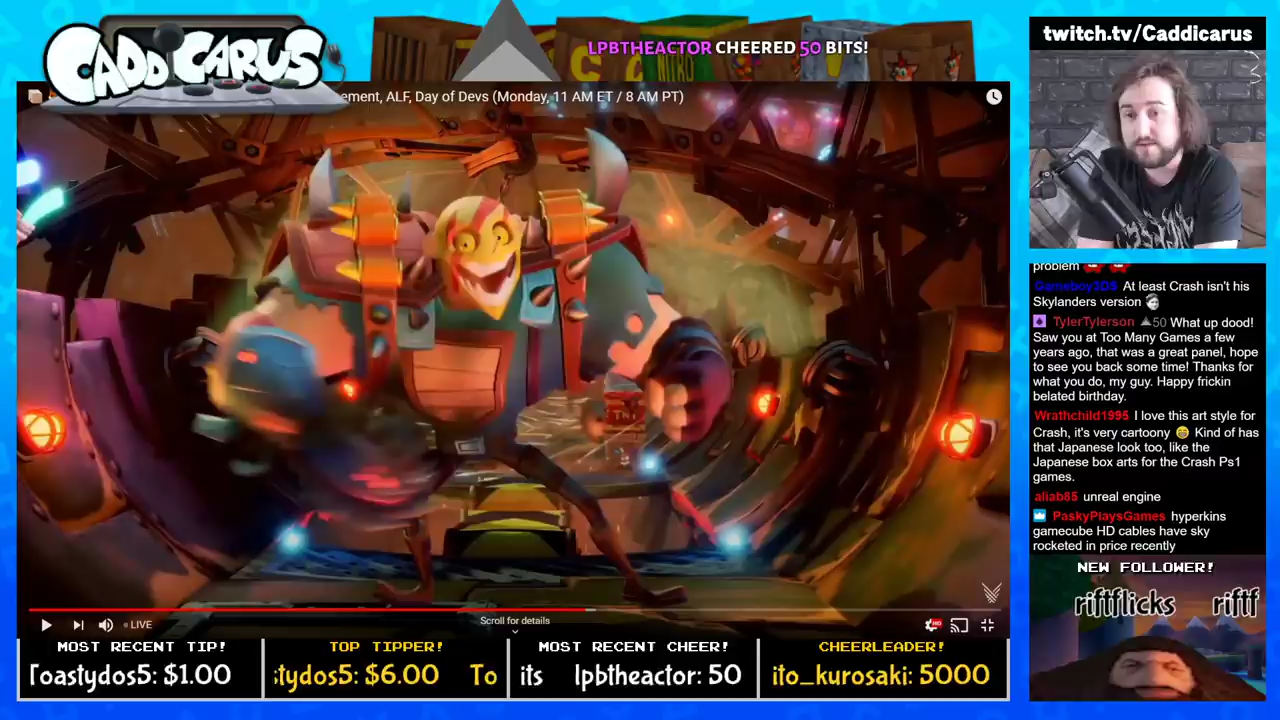 CADDICARUS
LPBTHEACTOR CHEERED 50 BITS!
NITRO
ement, ALF, Day of Devs (Monday, 11 AM ET / 8 AM PT)
TNT
LIVE
Scroll for details
HD
MOST RECENT TIP!
Toastydos5: $1.00
TOP TIPPER!
stydos5: $6.00 To
MOST RECENT CHEER!
its lpbtheactor: 50
CHEERLEADER!
ito_kurosaki: 5000
twitch.tv/Caddicarus
problem
Gameboy3DS At least Crash isn't his
Skylanders version
TylerTylerson 50 What up dood!
Saw you at Too Many Games a few
years ago, that was a great panel, hope
to see you back some time! Thanks for
what you do, my guy. Happy frickin
belated birthday.
Wrathchild1995 I love this art style for
Crash, it's very cartoony 😁 Kind of has
that Japanese look too, like the
Japanese box arts for the Crash Ps1
games.
aliab85 unreal engine
PaskyPlaysGames hyperkins
gamecube HD cables have sky
rocketed in price recently
NEW FOLLOWER!
riftflicks riftf